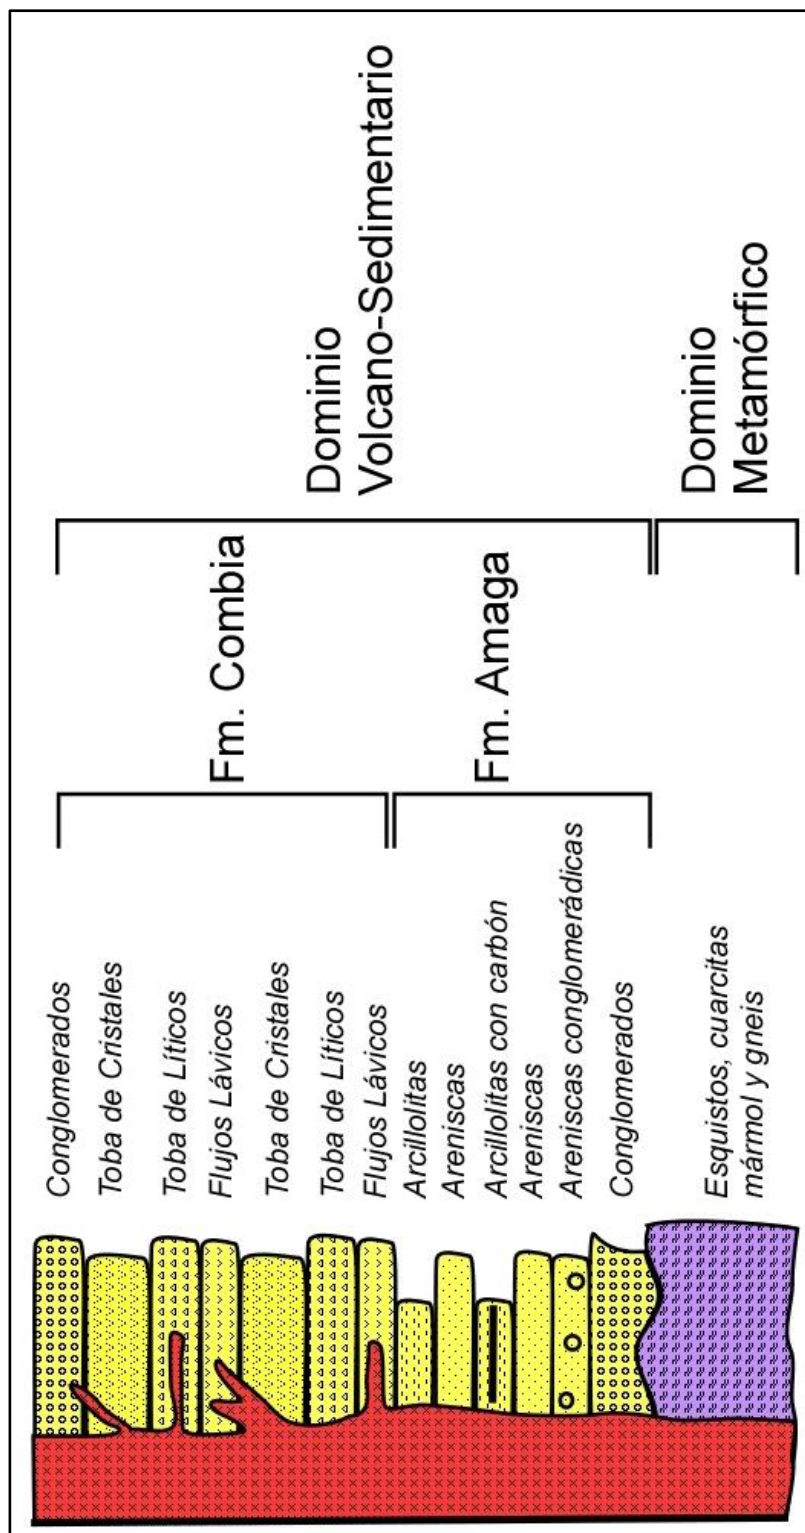 Conglomerados
Toba de Cristales
Toba de Líticos
Flujos Lávicos
Toba de Cristales
Toba de Líticos
Flujos Lávicos
Arcillolitas
Areniscas
Arcillolitas con carbón
Areniscas
Areniscas conglomerádicas
Conglomerados
Esquistos, cuarcitas
mármol y gneis
Fm. Combia
Fm. Amaga
Dominio
Volcano-Sedimentario
Dominio
Metamórfico